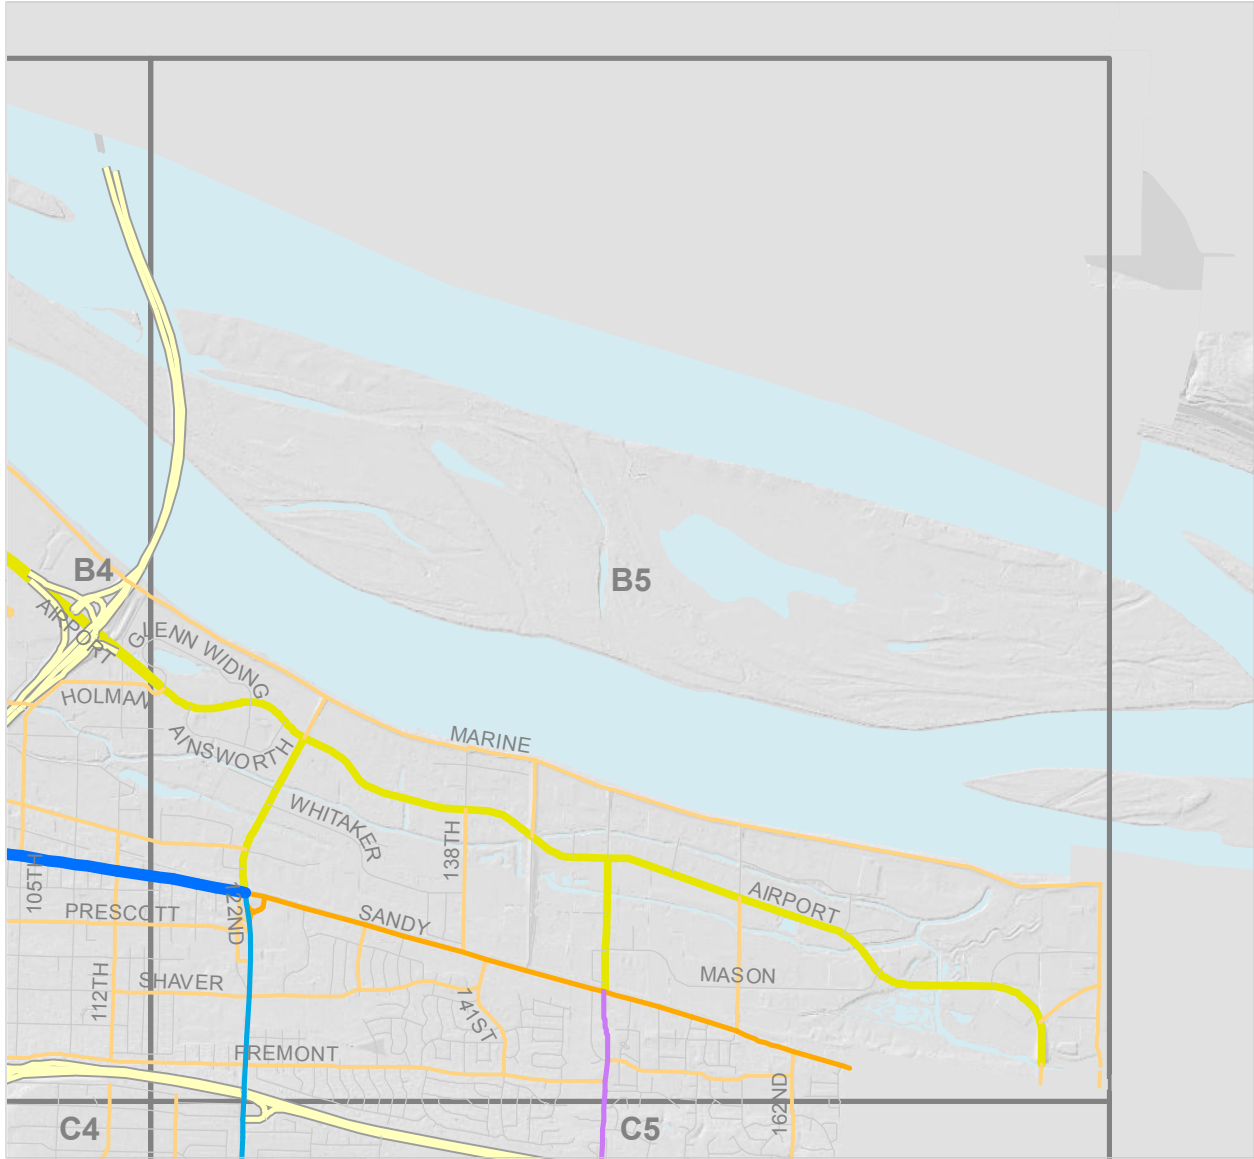 B4
B5
AIRPORT
GLENN WIDING
HOLMAN
AINSWORTH
MARINE
WHITAKER
138TH
105TH
122ND
PRESCOTT
SANDY
AIRPORT
SHAVER
MASON
112TH
141ST
FREMONT
162ND
C4
C5